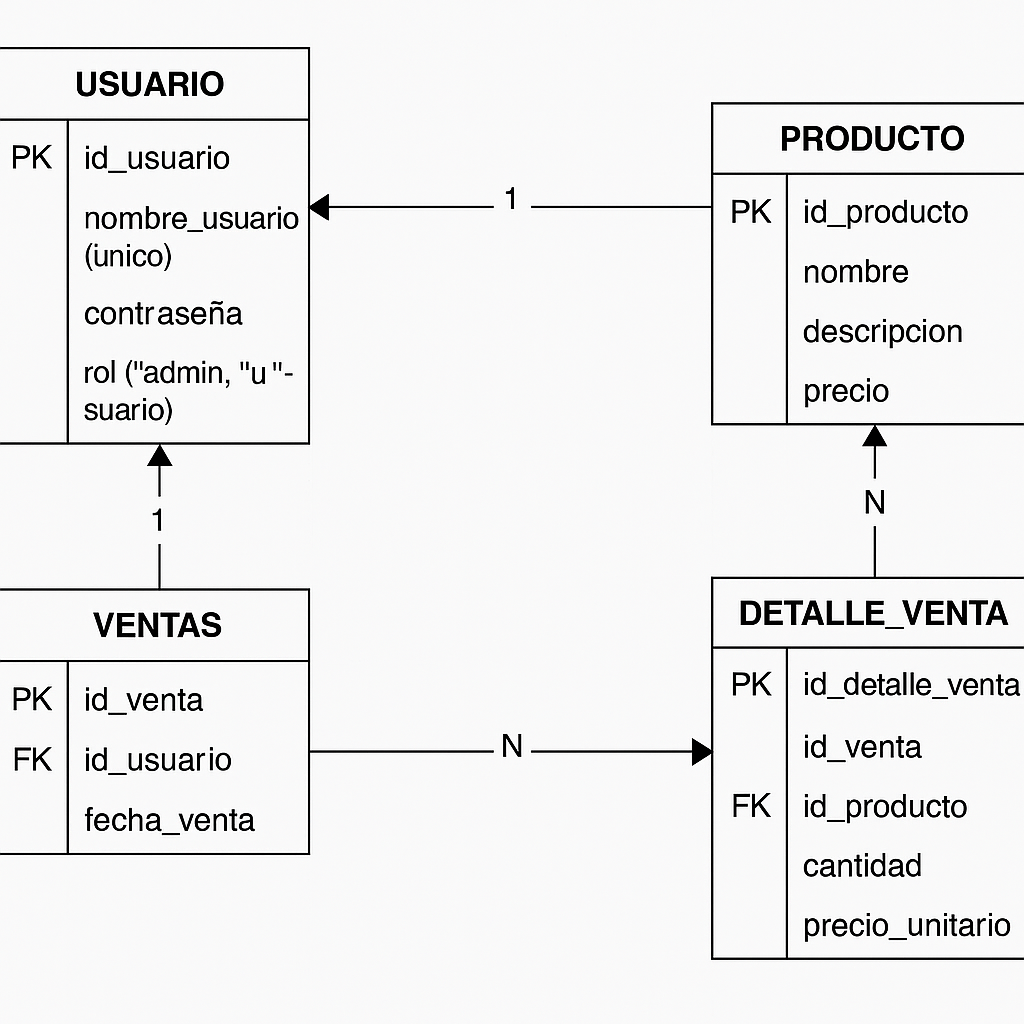 USUARIO
PK id_usuario
nombre_usuario
(único)
contraseña
rol ("admin, "u"-
suario)
1
PRODUCTO
PK id_producto
nombre
descripcion
precio
1
N
VENTAS
PK id_venta
FK id_usuario
fecha_venta
N
DETALLE_VENTA
PK id_detalle_venta
id_venta
FK id_producto
cantidad
precio_unitario